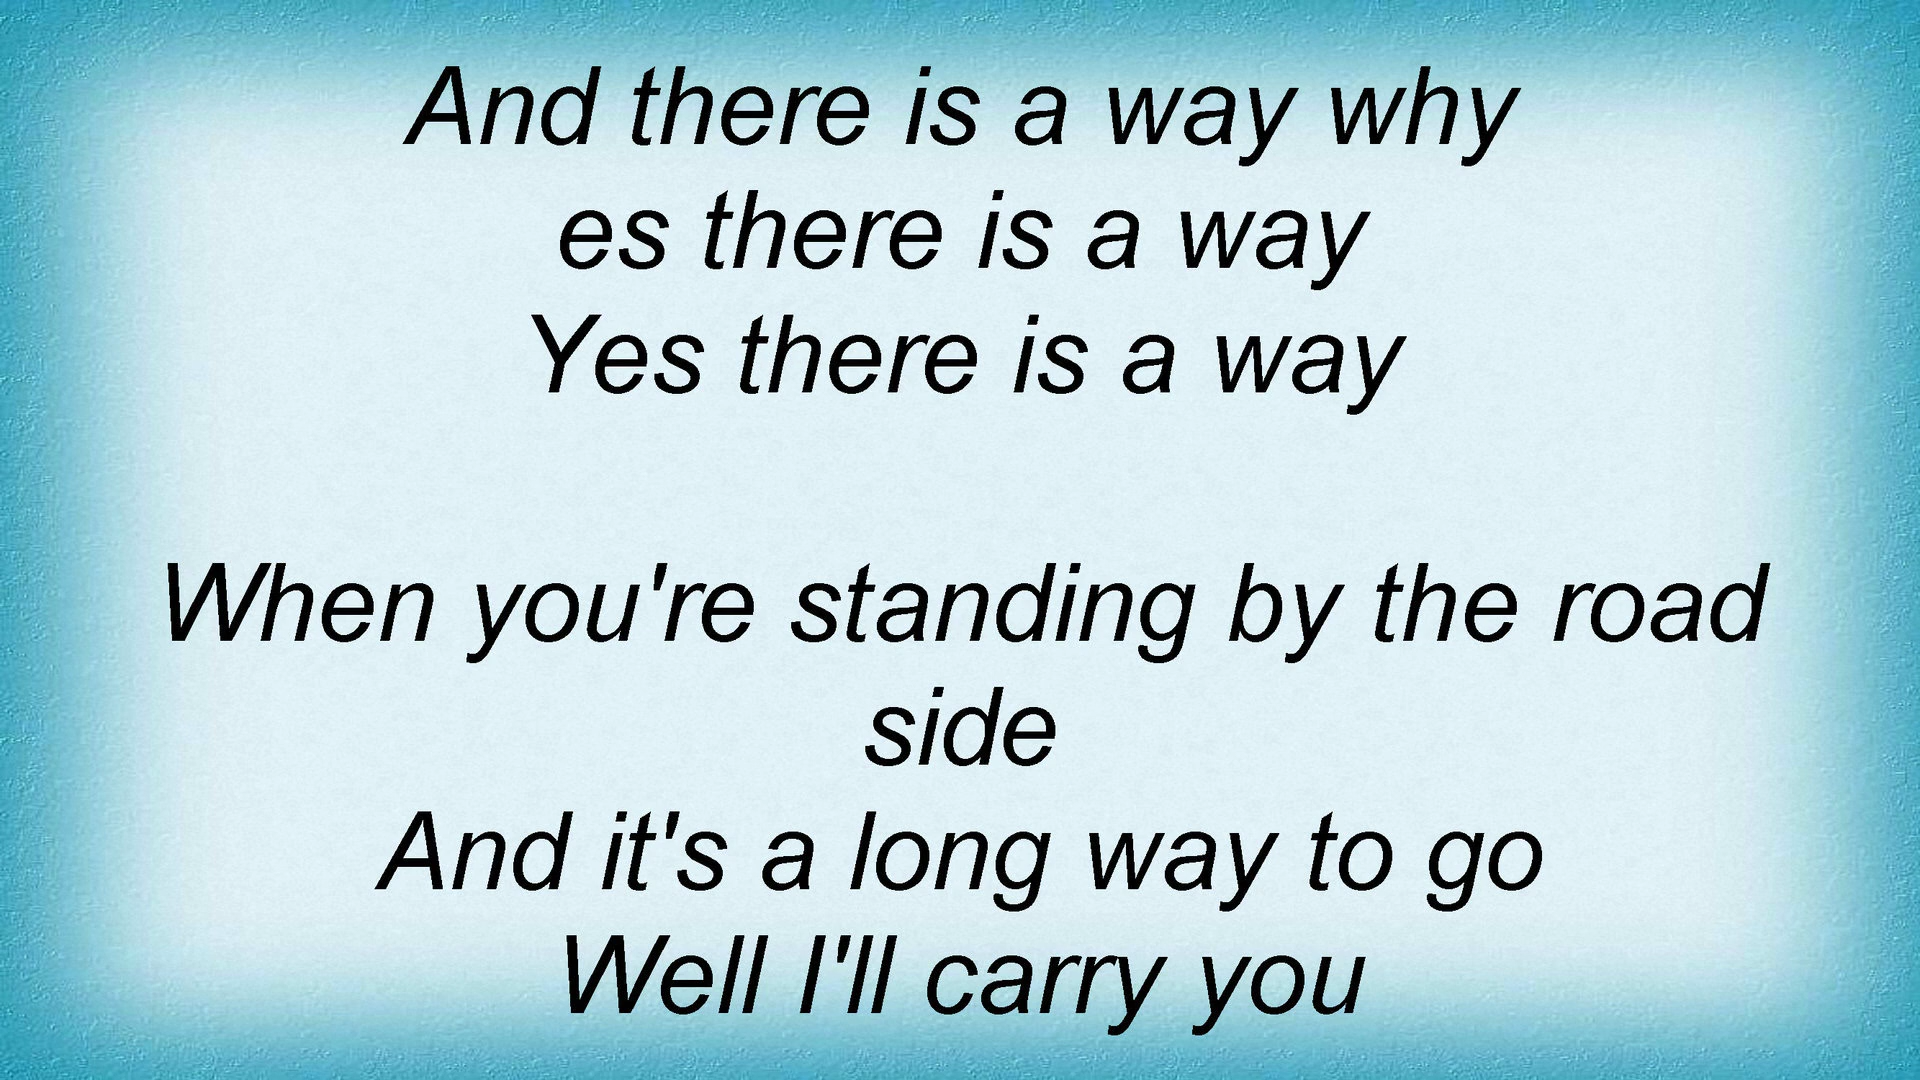 And there is a way why
es there is a way
Yes there is a way
When you're standing by the road
side
And it's a long way to go
Well I'll carry you